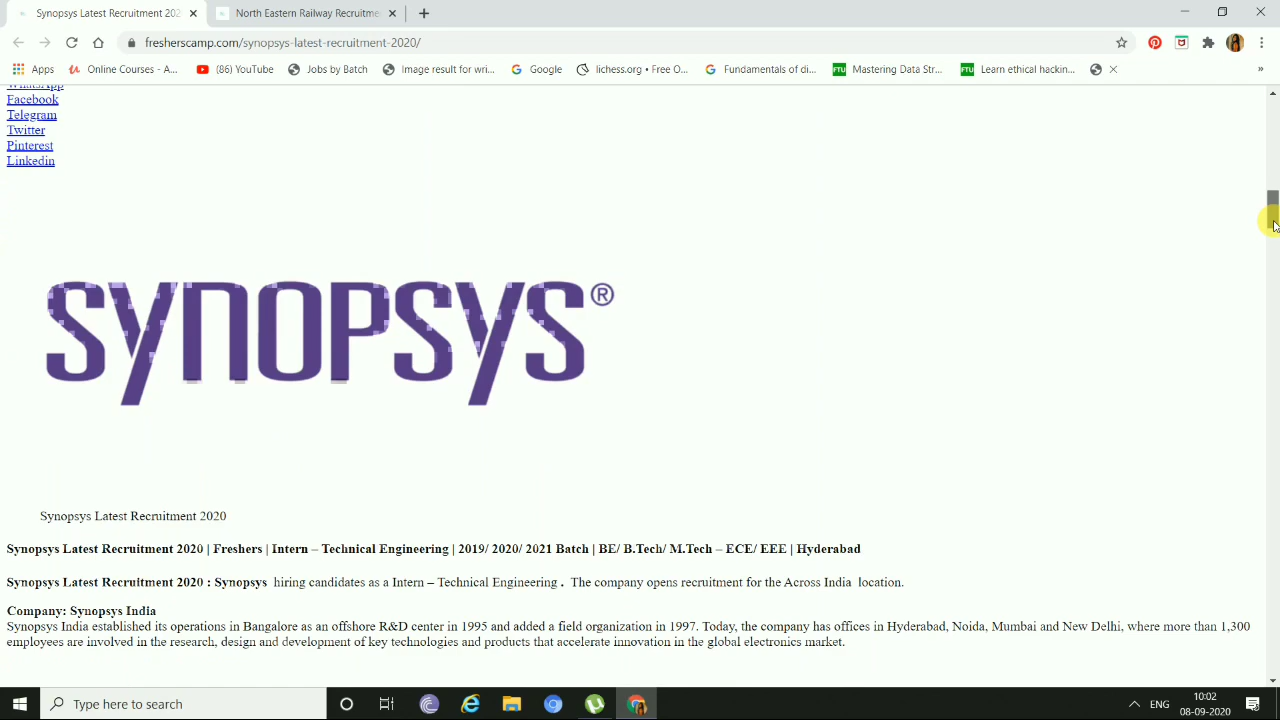 Synopsys Latest Recruitment 202
North Eastern Railway Recruitme
fresherscamp.com/synopsys-latest-recruitment-2020/
Apps
Online Courses - A...
(86) YouTube
Jobs by Batch
Image result for wri...
Google
lichess.org • Free O...
Fundamentals of di...
FTU Mastering Data Str...
FTU Learn ethical hackin...
»
WhatsApp
Facebook
Telegram
Twitter
Pinterest
Linkedin
SYNOPSYS®
Synopsys Latest Recruitment 2020
Synopsys Latest Recruitment 2020 | Freshers | Intern – Technical Engineering | 2019/ 2020/ 2021 Batch | BE/ B.Tech/ M.Tech – ECE/ EEE | Hyderabad
Synopsys Latest Recruitment 2020 : Synopsys hiring candidates as a Intern – Technical Engineering . The company opens recruitment for the Across India location.
Company: Synopsys India
Synopsys India established its operations in Bangalore as an offshore R&D center in 1995 and added a field organization in 1997. Today, the company has offices in Hyderabad, Noida, Mumbai and New Delhi, where more than 1,300
employees are involved in the research, design and development of key technologies and products that accelerate innovation in the global electronics market.
Type here to search
ENG
10:02
08-09-2020